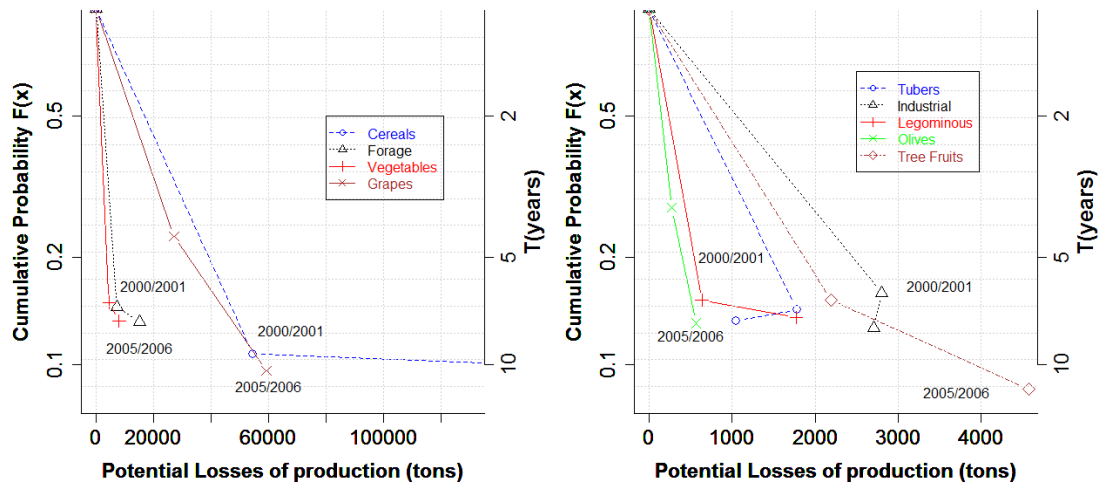 Cumulative Probability F(x)
0.5
0.2
0.1
Cereals
Forage
Vegetables
Grapes
2000/2001
2005/2006
2000/2001
2005/2006
2
5
10
T(years)
0 20000 60000 100000
Potential Losses of production (tons)
Cumulative Probability F(x)
0.5
0.2
0.1
Tubers
Industrial
Legominous
Olives
Tree Fruits
2000/2001
2000/2001
2005/2006
2005/2006
2
5
10
T(years)
0 1000 2000 3000 4000
Potential Losses of production (tons)